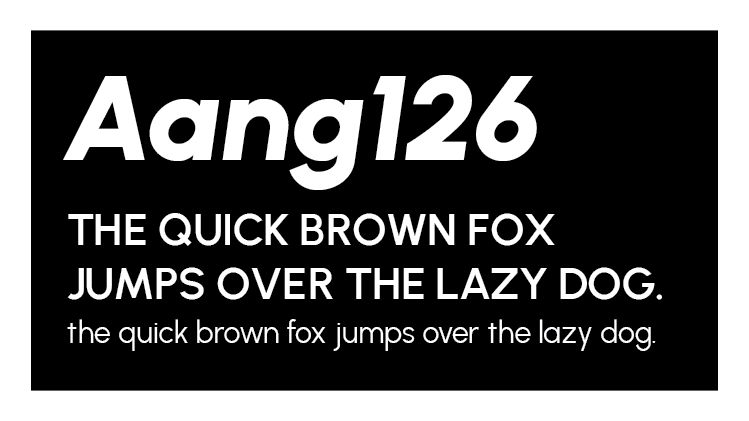 Aang126
THE QUICK BROWN FOX
JUMPS OVER THE LAZY DOG.
the quick brown fox jumps over the lazy dog.